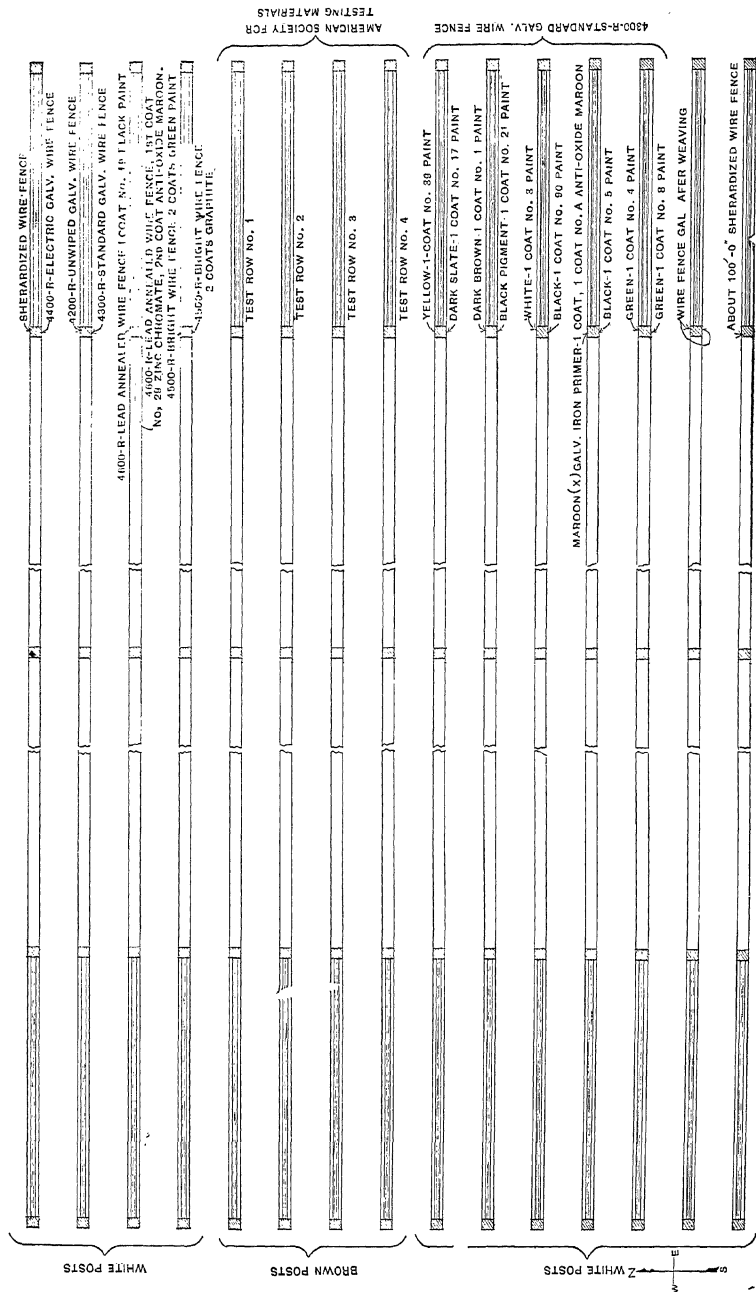 SHERARDIZED WIRE-FENCE
4400-R-ELECTRIC GALV. WIRE FENCE
4200-R-UNWIPED GALV. WIRE FENCE
4300-R-STANDARD GALV. WIRE FENCE
4600-R-LEAD ANNEALED WIRE FENCE 1 COAT No. 19 BLACK PAINT
4600-R-LEAD ANNEALED WIRE FENCE, 1ST COAT
No. 29 ZINC CHROMATE, 2ND COAT ANTI-OXIDE MAROON.
4500-R-BRIGHT WIRE FENCE 2 COATS GREEN PAINT
4500-R-BRIGHT WIRE FENCE
2 COATS GRAPHITE
TEST ROW No. 1
TEST ROW No. 2
TEST ROW No. 3
TEST ROW No. 4
AMERICAN SOCIETY FOR
TESTING MATERIALS
YELLOW-1-COAT No. 39 PAINT
DARK SLATE-1 COAT No. 17 PAINT
DARK BROWN-1 COAT No. 1 PAINT
BLACK PIGMENT-1 COAT No. 21 PAINT
WHITE-1 COAT No. 3 PAINT
BLACK-1 COAT No. 90 PAINT
MAROON(X)GALV. IRON PRIMER-1 COAT, 1 COAT No. A ANTI-OXIDE MAROON
BLACK-1 COAT No. 5 PAINT
GREEN-1 COAT No. 4 PAINT
GREEN-1 COAT No. 8 PAINT
4300-R-STANDARD GALV. WIRE FENCE
WIRE FENCE GAL AFER WEAVING
ABOUT 100'-0" SHERARDIZED WIRE FENCE
WHITE POSTS
BROWN POSTS
WHITE POSTS
N
W E
S